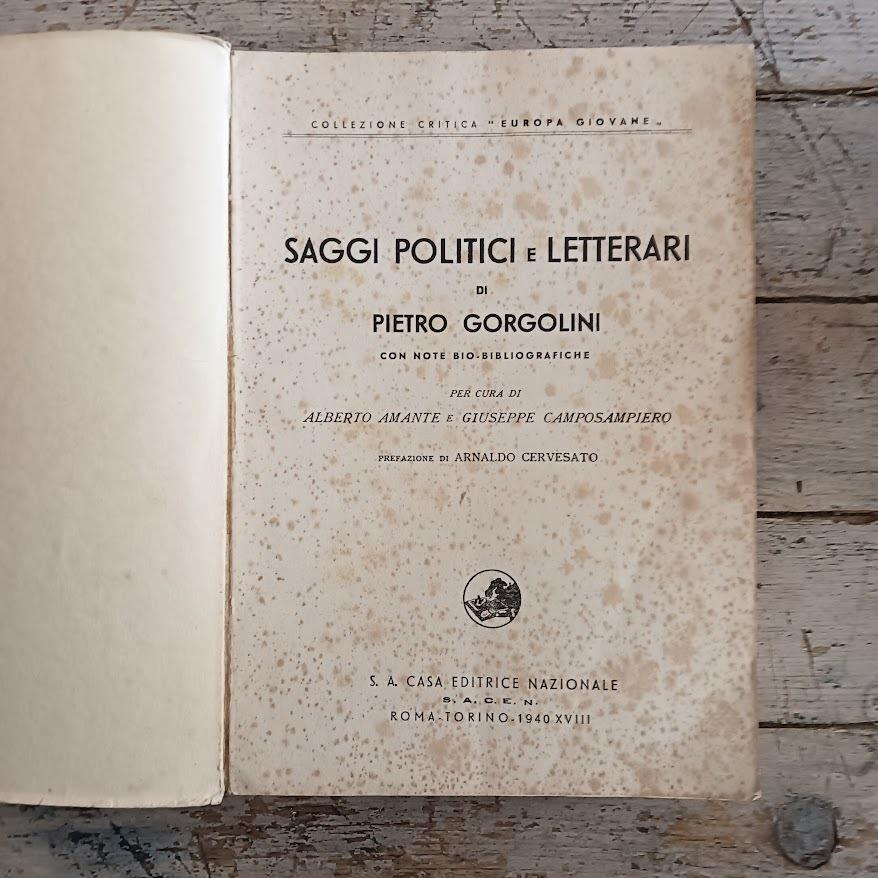 COLLEZIONE CRITICA "EUROPA GIOVANE„
SAGGI POLITICI E LETTERARI
DI
PIETRO GORGOLINI
CON NOTE BIO-BIBLIOGRAFICHE
PER CURA DI
ALBERTO AMANTE E GIUSEPPE CAMPOSAMPIERO
PREFAZIONE DI ARNALDO CERVESATO
S. A. CASA EDITRICE NAZIONALE
S. A. C. E. N.
ROMA-TORINO-1940 XVIII